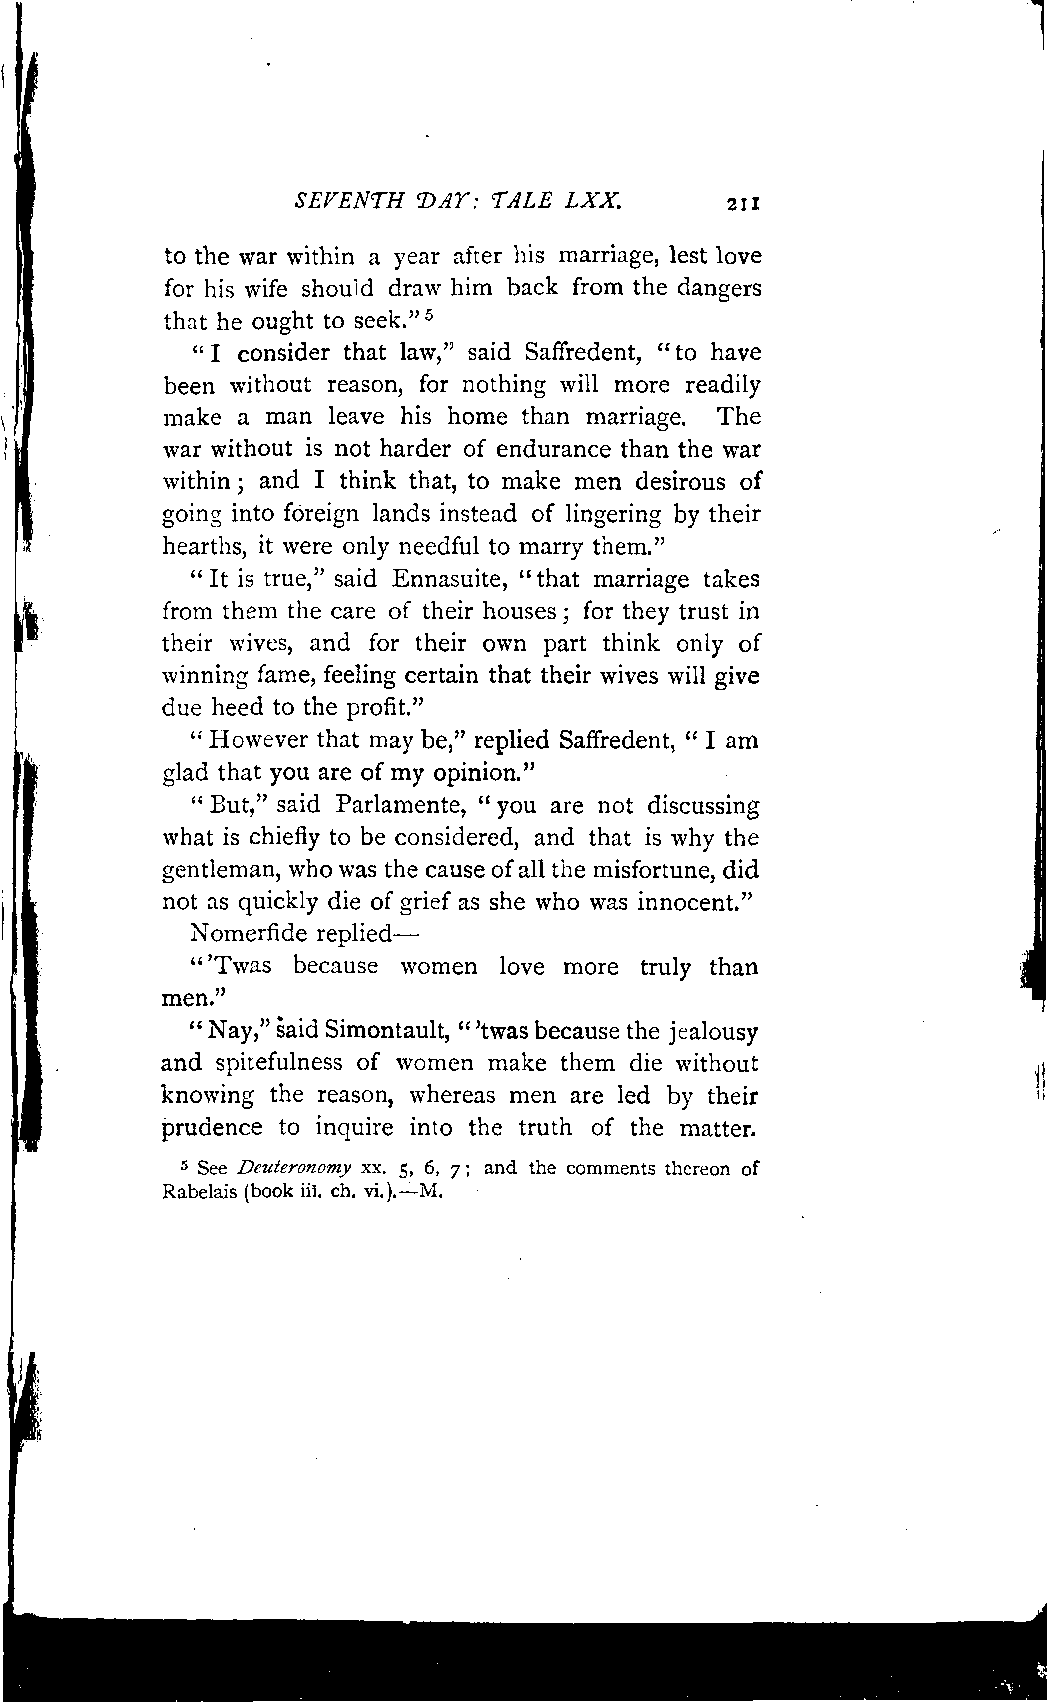 SEVENTH DAY: TALE LXX. 211
to the war within a year after his marriage, lest love
for his wife should draw him back from the dangers
that he ought to seek.” 5
“I consider that law,” said Saffredent, “to have
been without reason, for nothing will more readily
make a man leave his home than marriage. The
war without is not harder of endurance than the war
within; and I think that, to make men desirous of
going into foreign lands instead of lingering by their
hearths, it were only needful to marry them.”
“It is true,” said Ennasuite, “that marriage takes
from them the care of their houses; for they trust in
their wives, and for their own part think only of
winning fame, feeling certain that their wives will give
due heed to the profit.”
“However that may be,” replied Saffredent, “I am
glad that you are of my opinion.”
“But,” said Parlamente, “you are not discussing
what is chiefly to be considered, and that is why the
gentleman, who was the cause of all the misfortune, did
not as quickly die of grief as she who was innocent.”
Nomerfide replied—
“’Twas because women love more truly than
men.”
“Nay,” said Simontault, “’twas because the jealousy
and spitefulness of women make them die without
knowing the reason, whereas men are led by their
prudence to inquire into the truth of the matter.
5 See Deuteronomy xx. 5, 6, 7; and the comments thereon of
Rabelais (book iii. ch. vi.).—M.